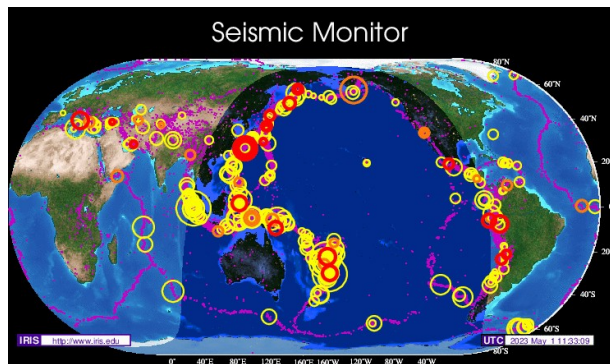 Seismic Monitor
80°N
60°N
40°N
20°N
0°
20°S
40°S
60°S
IRIS http://www.iris.edu
UTC 2023 May 1 11:33:09
80°S
0° 40°E 80°E 120°E 160°E 160°W 120°W 80°W 40°W